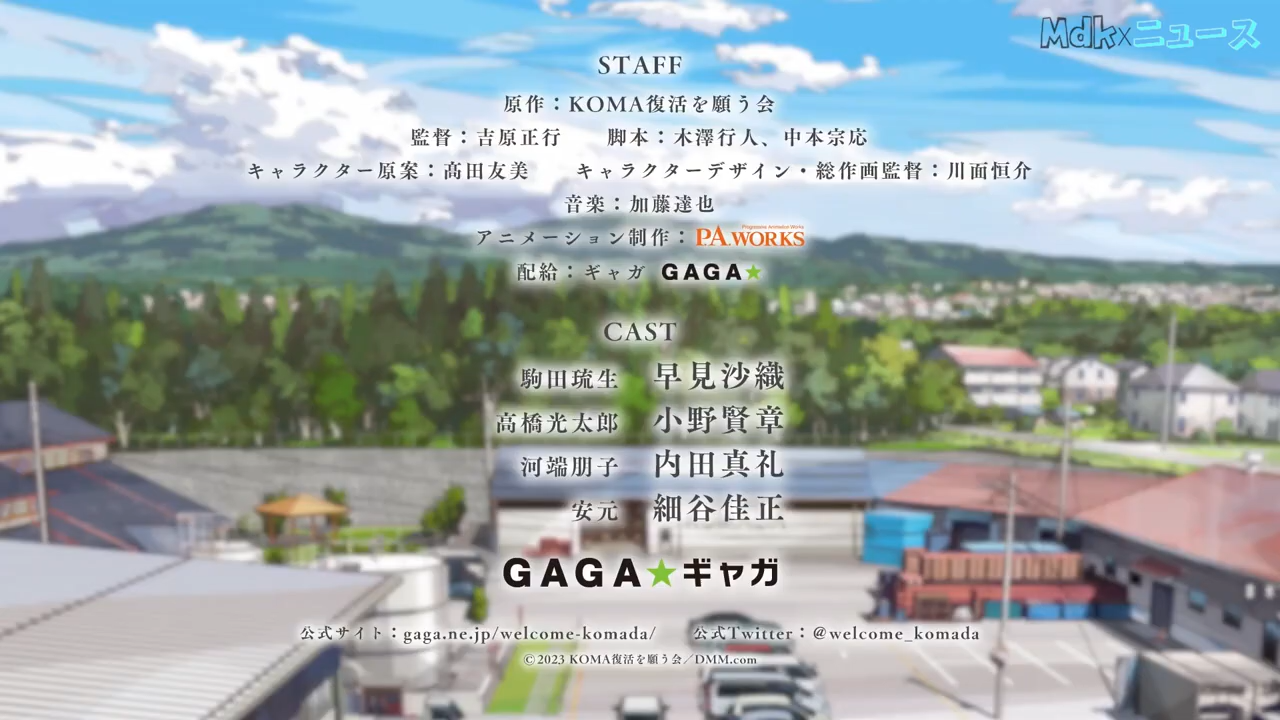 Mdk×ニュース
STAFF
原作：KOMA復活を願う会
監督：吉原正行　脚本：木澤行人、中本宗応
キャラクター原案：髙田友美　キャラクターデザイン・総作画監督：川面恒介
音楽：加藤達也
アニメーション制作：Progressive Animation Works P.A.WORKS
配給：ギャガ GAGA★
CAST
駒田琉生　早見沙織
高橋光太郎　小野賢章
河端朋子　内田真礼
安元　細谷佳正
GAGA★ギャガ
公式サイト：gaga.ne.jp/welcome-komada/　公式Twitter：@welcome_komada
©2023 KOMA復活を願う会／DMM.com